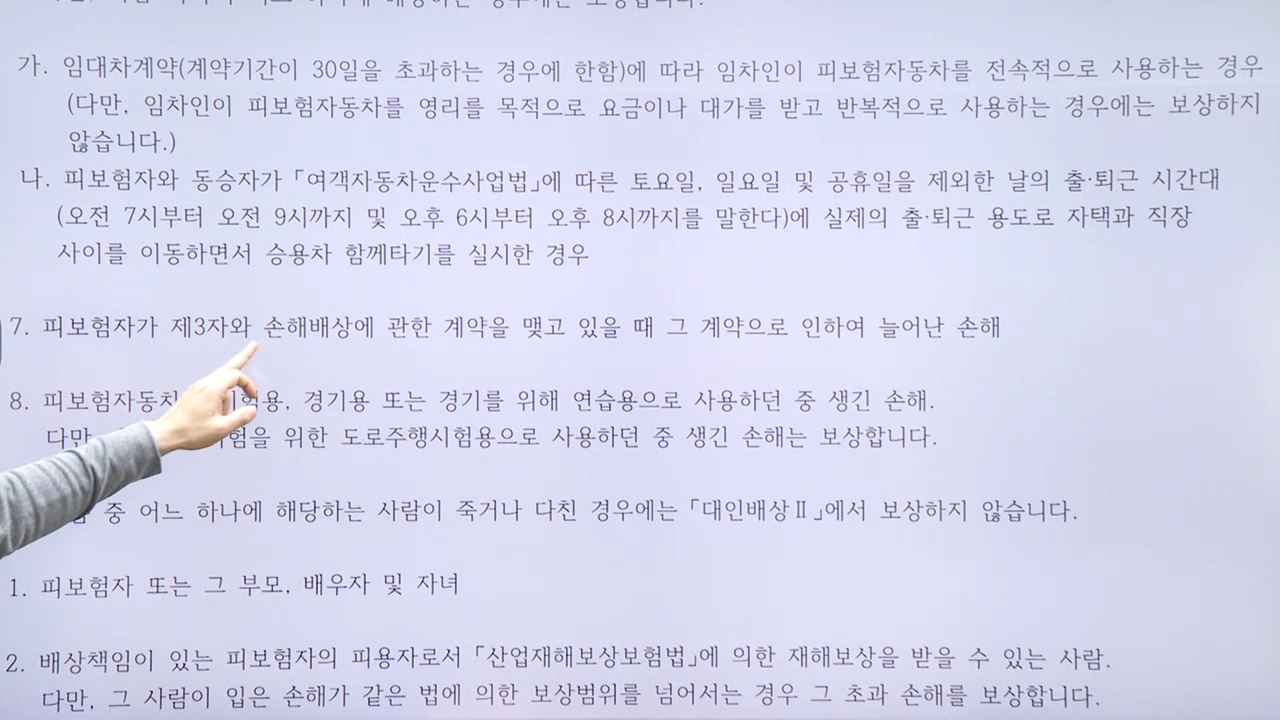 경우에는 보상합니다.
가. 임대차계약(계약기간이 30일을 초과하는 경우에 한함)에 따라 임차인이 피보험자동차를 전속적으로 사용하는 경우
(다만, 임차인이 피보험자동차를 영리를 목적으로 요금이나 대가를 받고 반복적으로 사용하는 경우에는 보상하지
않습니다.)
나. 피보험자와 동승자가 「여객자동차운수사업법」에 따른 토요일, 일요일 및 공휴일을 제외한 날의 출·퇴근 시간대
(오전 7시부터 오전 9시까지 및 오후 6시부터 오후 8시까지를 말한다)에 실제의 출·퇴근 용도로 자택과 직장
사이를 이동하면서 승용차 함께타기를 실시한 경우
7. 피보험자가 제3자와 손해배상에 관한 계약을 맺고 있을 때 그 계약으로 인하여 늘어난 손해
8. 피보험자동차 경기용 또는 경기를 위해 연습용으로 사용하던 중 생긴 손해.
다만, 위한 도로주행시험용으로 사용하던 중 생긴 손해는 보상합니다.
중 어느 하나에 해당하는 사람이 죽거나 다친 경우에는 「대인배상Ⅱ」에서 보상하지 않습니다.
1. 피보험자 또는 그 부모, 배우자 및 자녀
2. 배상책임이 있는 피보험자의 피용자로서 「산업재해보상보험법」에 의한 재해보상을 받을 수 있는 사람.
다만, 그 사람이 입은 손해가 같은 법에 의한 보상범위를 넘어서는 경우 그 초과 손해를 보상합니다.